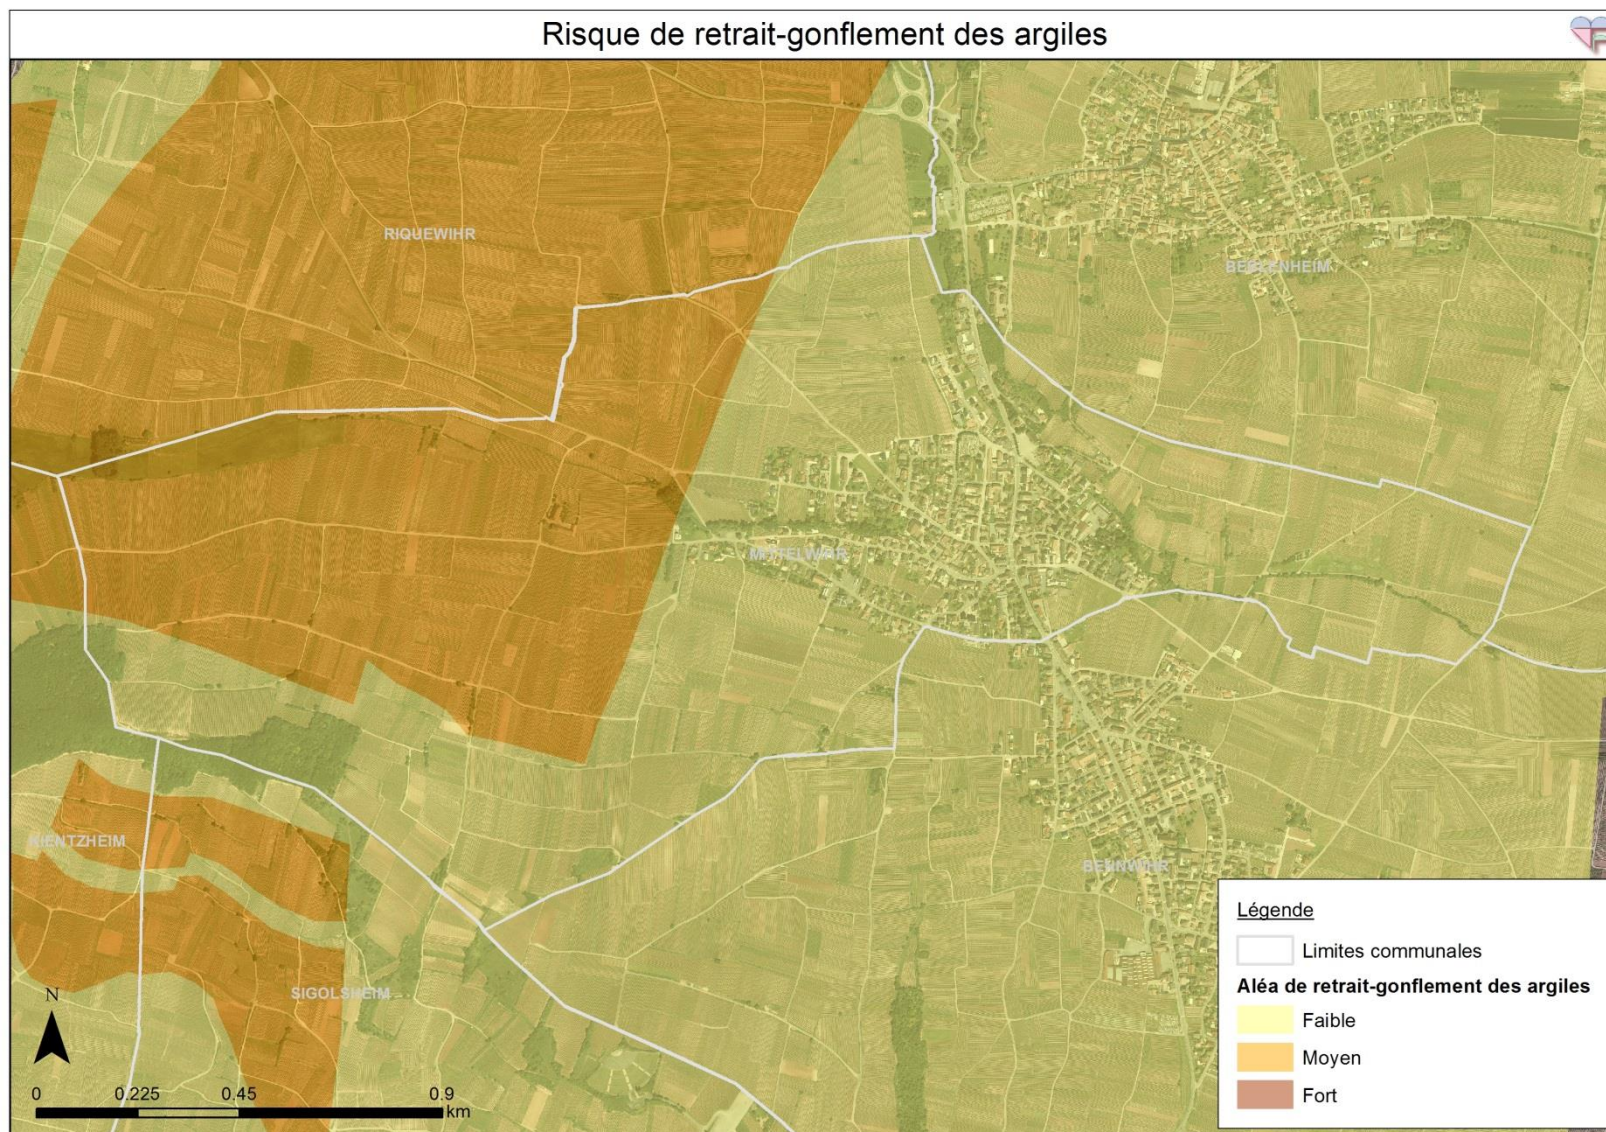 Risque de retrait-gonflement des argiles
RIQUEWIHR
BEBLENHEIM
MITTELWIHR
KIENTZHEIM
BENNWIHR
SIGOLSHEIM
N
0 0.225 0.45 0.9
km
Légende
Limites communales
Aléa de retrait-gonflement des argiles
Faible
Moyen
Fort